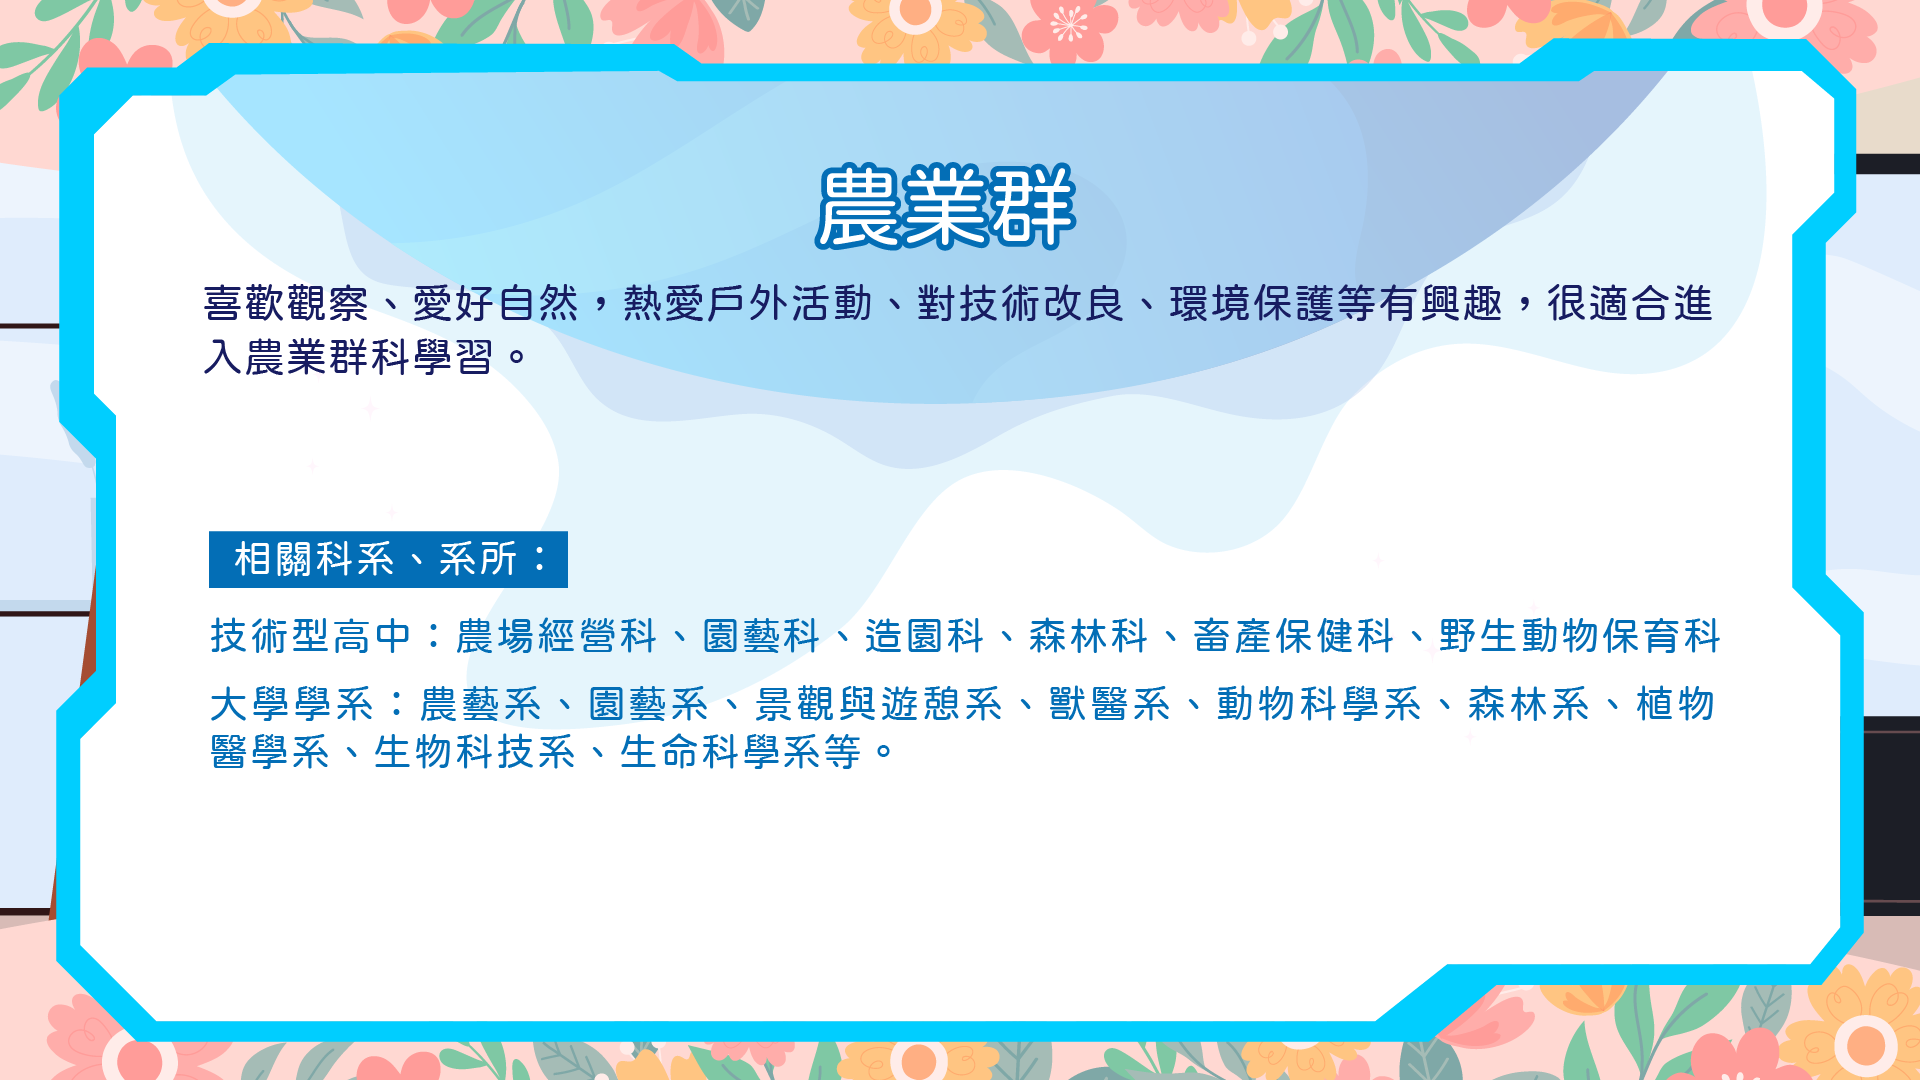 農業群
喜歡觀察、愛好自然，熱愛戶外活動、對技術改良、環境保護等有興趣，很適合進
入農業群科學習。
相關科系、系所：
技術型高中：農場經營科、園藝科、造園科、森林科、畜產保健科、野生動物保育科
大學學系：農藝系、園藝系、景觀與遊憩系、獸醫系、動物科學系、森林系、植物
醫學系、生物科技系、生命科學系等。